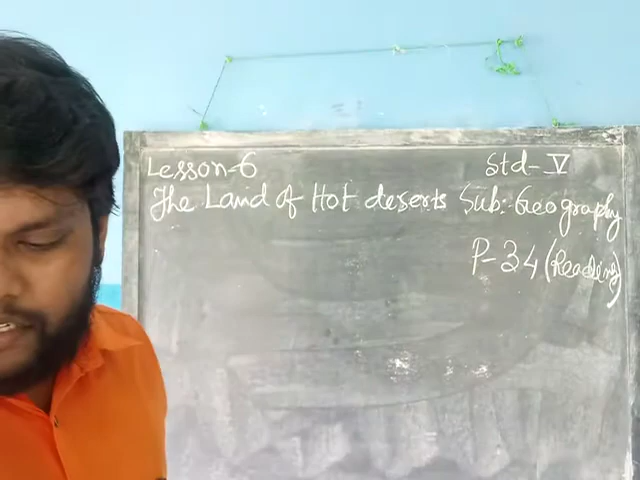 Lesson-6 Std-V
The Land of Hot deserts Sub:-Geography
P-34 (Reading)